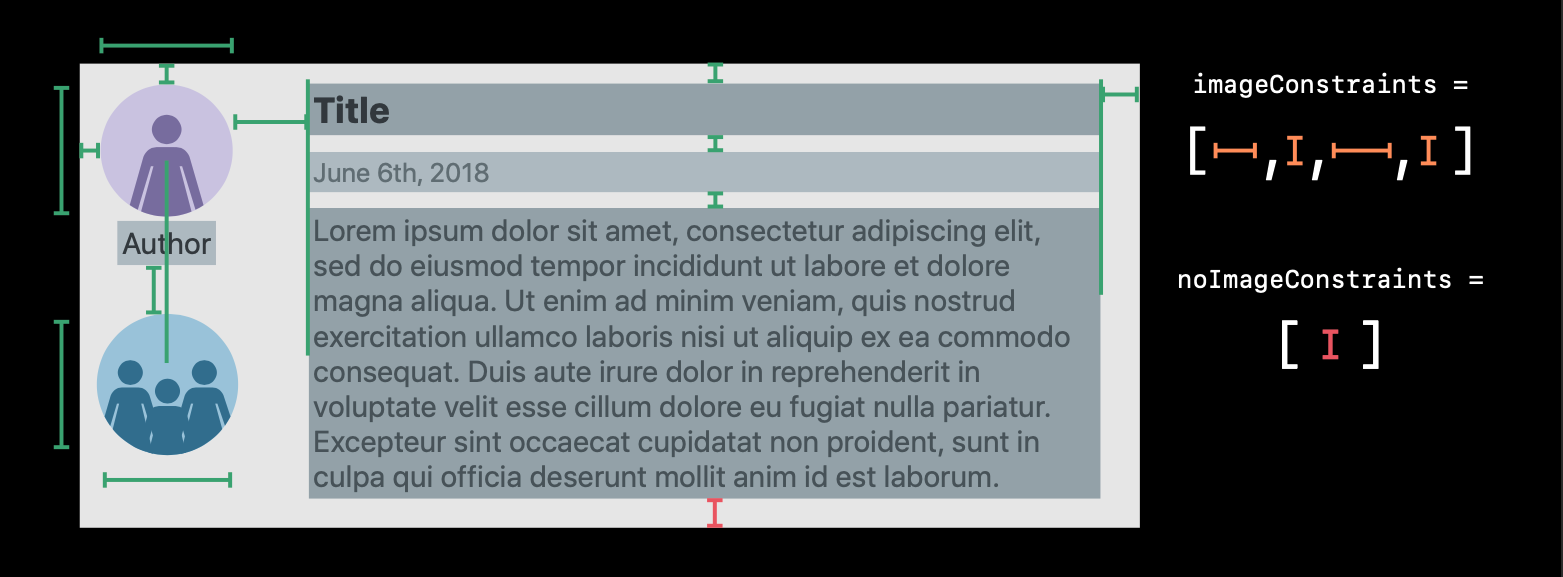 Title
June 6th, 2018
Author
Lorem ipsum dolor sit amet, consectetur adipiscing elit,
sed do eiusmod tempor incididunt ut labore et dolore
magna aliqua. Ut enim ad minim veniam, quis nostrud
exercitation ullamco laboris nisi ut aliquip ex ea commodo
consequat. Duis aute irure dolor in reprehenderit in
voluptate velit esse cillum dolore eu fugiat nulla pariatur.
Excepteur sint occaecat cupidatat non proident, sunt in
culpa qui officia deserunt mollit anim id est laborum.
imageConstraints =
[ , , , ]
noImageConstraints =
[ ]